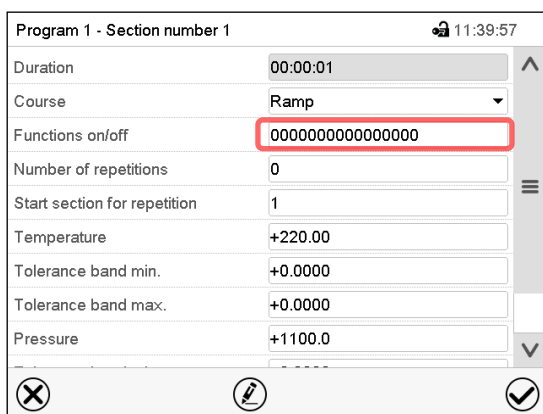 Program 1 - Section number 1 11:39:57
Duration 00:00:01
Course Ramp
Functions on/off 0000000000000000
Number of repetitions 0
Start section for repetition 1
Temperature +220.00
Tolerance band min. +0.0000
Tolerance band max. +0.0000
Pressure +1100.0